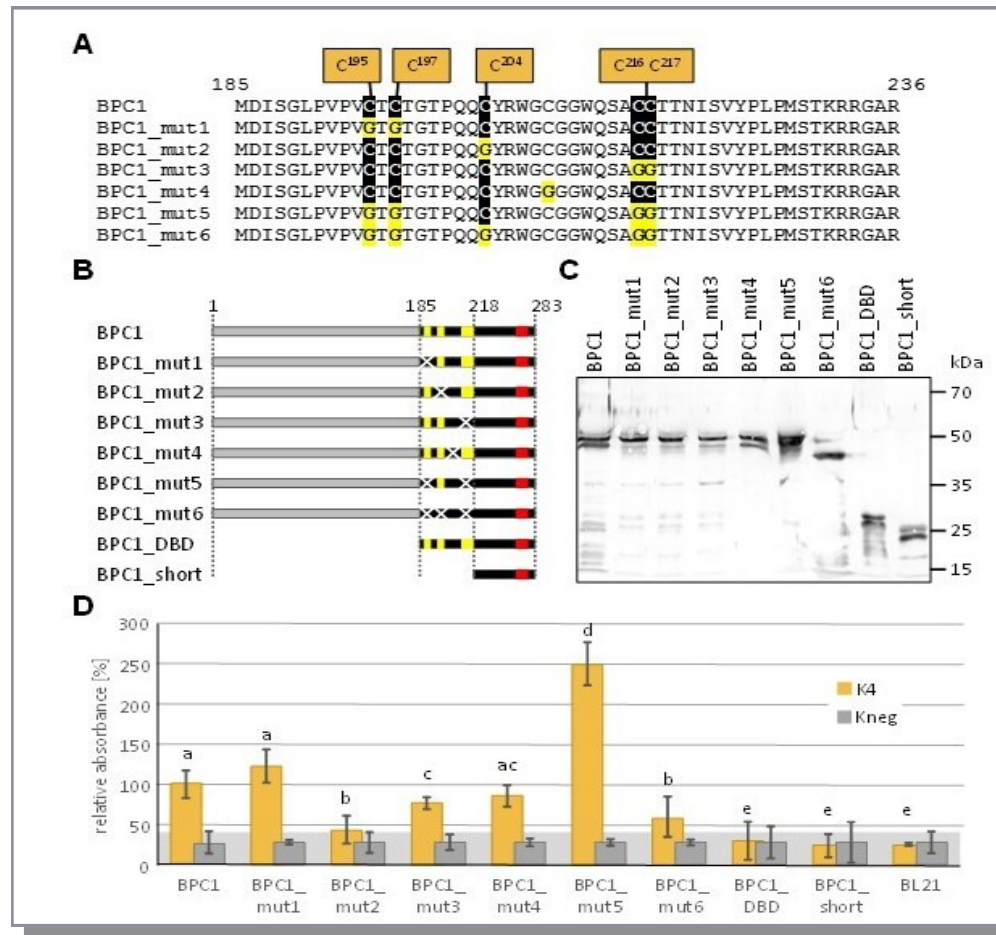 A
C195 C197 C204 C216 C217
185 236
BPC1 MDISGLPVPVCTCTGTPQQCYRWGCGGWQSACCTTNISVYPLPMSTKRRGAR
BPC1_mut1 MDISGLPVPVGTGTGTPQQCYRWGCGGWQSACCTTNISVYPLPMSTKRRGAR
BPC1_mut2 MDISGLPVPVCTCTGTPQQGYRWGCGGWQSACCTTNISVYPLPMSTKRRGAR
BPC1_mut3 MDISGLPVPVCTCTGTPQQCYRWGCGGWQSAGGTTNISVYPLPMSTKRRGAR
BPC1_mut4 MDISGLPVPVCTCTGTPQQCYRWGGGGWQSACCTTNISVYPLPMSTKRRGAR
BPC1_mut5 MDISGLPVPVGTGTGTPQQCYRWGCGGWQSAGGTTNISVYPLPMSTKRRGAR
BPC1_mut6 MDISGLPVPVGTGTGTPQQGYRWGCGGWQSAGGTTNISVYPLPMSTKRRGAR
B
1 185 218 283
BPC1
BPC1_mut1
BPC1_mut2
BPC1_mut3
BPC1_mut4
BPC1_mut5
BPC1_mut6
BPC1_DBD
BPC1_short
C
BPC1
BPC1_mut1
BPC1_mut2
BPC1_mut3
BPC1_mut4
BPC1_mut5
BPC1_mut6
BPC1_DBD
BPC1_short
kDa
70
50
35
25
15
D
relative absorbance [%]
300
250
200
150
100
50
0
a a b c ac d b e e e
K4
Kneg
BPC1 BPC1_ BPC1_ BPC1_ BPC1_ BPC1_ BPC1_ BPC1_ BPC1_ BL21
mut1 mut2 mut3 mut4 mut5 mut6 DBD short